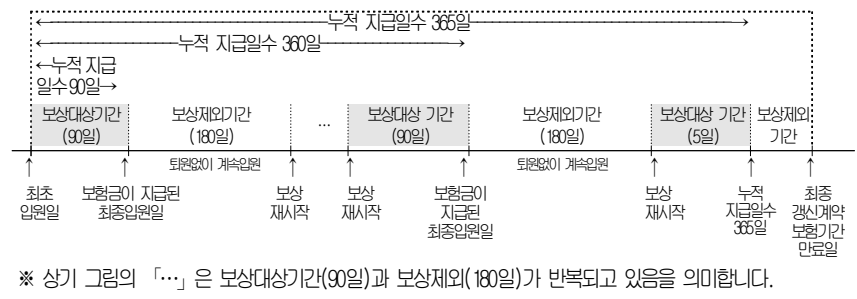 ←누적 지급일수 365일→
←누적 지급일수 360일→
←누적 지급
일수90일→
보상대상기간
(90일)
보상제외기간
(180일)
...
보상대상 기간
(90일)
보상제외기간
(180일)
보상대상 기간
(5일)
보상제외
기간
퇴원없이 계속입원
퇴원없이 계속입원
↑
최초
입원일
↑
보험금이 지급된
최종입원일
↑
보상
재시작
↑
보상
재시작
↑
보험금이
지급된
최종입원일
↑
보상
재시작
↑
누적
지급일수
365일
↑
최종
갱신계약
보험기간
만료일
※ 상기 그림의 「…」은 보상대상기간(90일)과 보상제외(180일)가 반복되고 있음을 의미합니다.